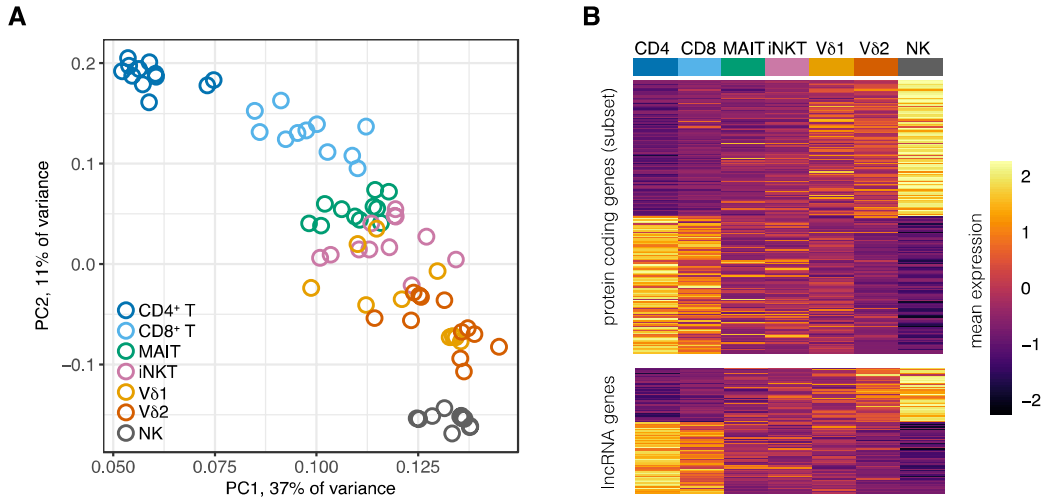 A
PC2, 11% of variance
0.2
0.1
0.0
−0.1
CD4⁺ T
CD8⁺ T
MAIT
iNKT
Vδ1
Vδ2
NK
0.050
0.075
0.100
0.125
PC1, 37% of variance
B
CD4 CD8 MAIT iNKT Vδ1 Vδ2 NK
protein coding genes (subset)
lncRNA genes
mean expression
2
1
0
−1
−2